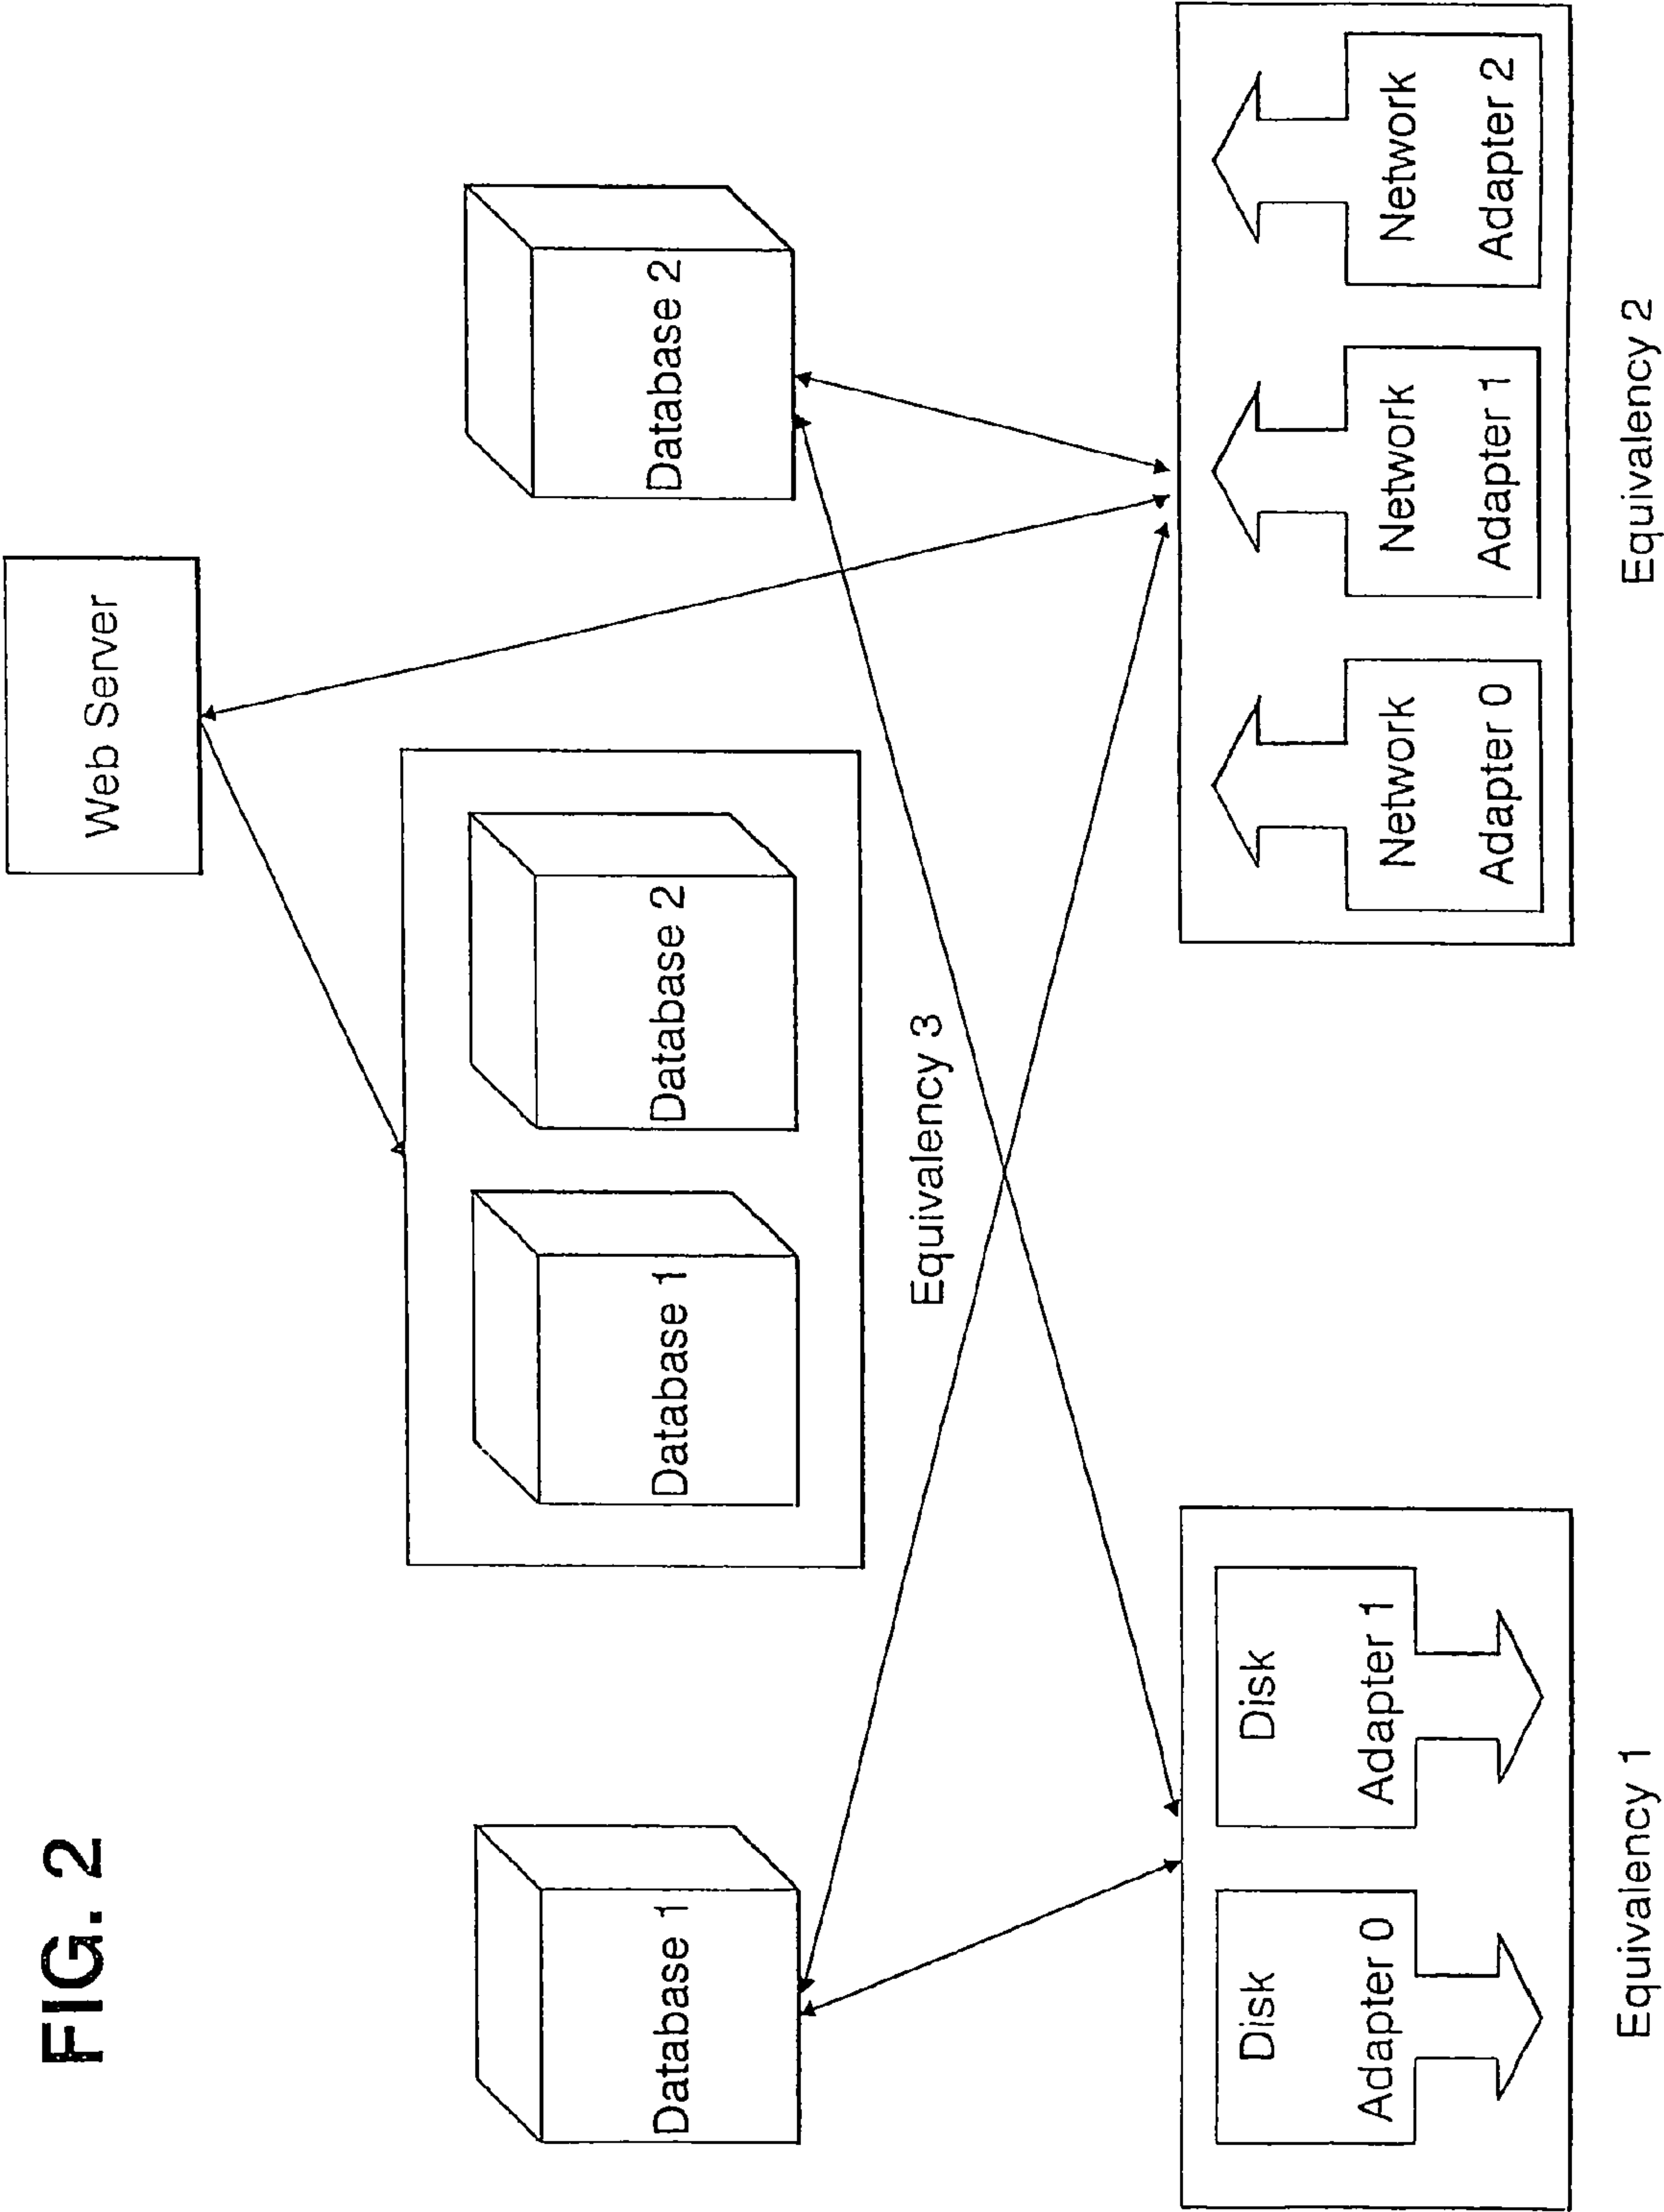 FIG. 2
Web Server
Database 1
Database 1
Database 2
Database 2
Equivalency 3
Disk
Adapter 0
Disk
Adapter 1
Network
Adapter 0
Network
Adapter 1
Network
Adapter 2
Equivalency 1
Equivalency 2